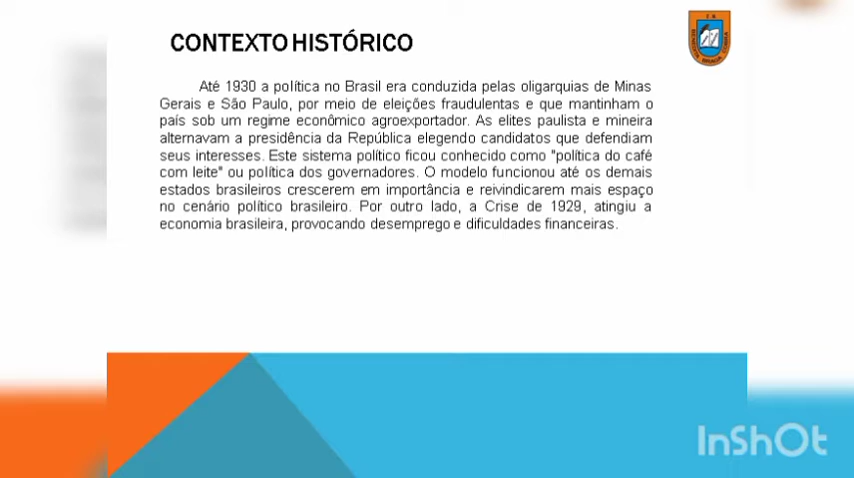 CONTEXTO HISTÓRICO
Até 1930 a política no Brasil era conduzida pelas oligarquias de Minas
Gerais e São Paulo, por meio de eleições fraudulentas e que mantinham o
país sob um regime econômico agroexportador. As elites paulista e mineira
alternavam a presidência da República elegendo candidatos que defendiam
seus interesses. Este sistema político ficou conhecido como "política do café
com leite" ou política dos governadores. O modelo funcionou até os demais
estados brasileiros crescerem em importância e reivindicarem mais espaço
no cenário político brasileiro. Por outro lado, a Crise de 1929, atingiu a
economia brasileira, provocando desemprego e dificuldades financeiras.
InShOt